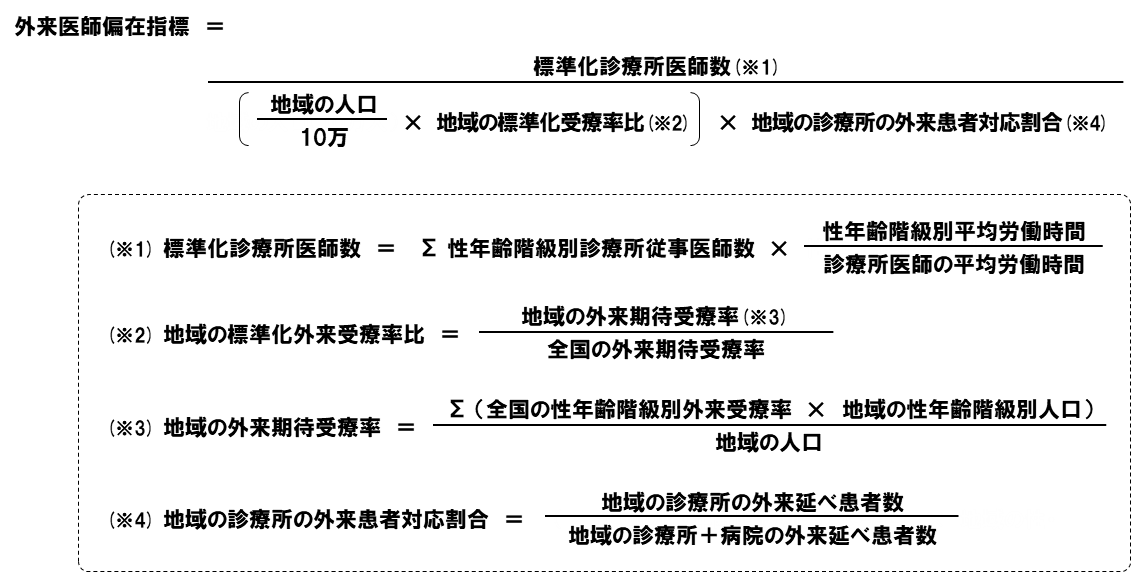 外来医師偏在指標 ＝
標準化診療所医師数(※1)
地域の人口
10万
× 地域の標準化受療率比(※2)
× 地域の診療所の外来患者対応割合(※4)
(※1) 標準化診療所医師数 ＝ Σ 性年齢階級別診療所従事医師数 ×
性年齢階級別平均労働時間
診療所医師の平均労働時間
(※2) 地域の標準化外来受療率比 ＝
地域の外来期待受療率(※3)
全国の外来期待受療率
(※3) 地域の外来期待受療率 ＝
Σ（全国の性年齢階級別外来受療率 × 地域の性年齢階級別人口）
地域の人口
(※4) 地域の診療所の外来患者対応割合 ＝
地域の診療所の外来延べ患者数
地域の診療所＋病院の外来延べ患者数